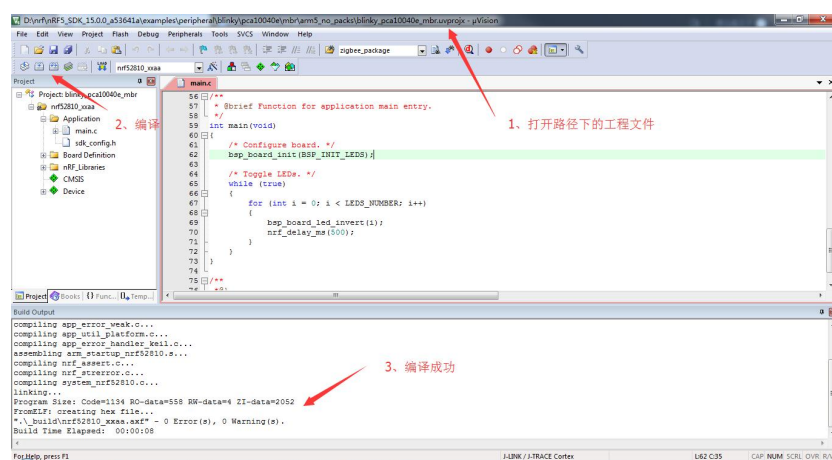 D:\nrf\nRF5_SDK_15.0.0_a53641a\examples\peripheral\blinky\pca10040e\mbr\arm5_no_packs\blinky_pca10040e_mbr.uvprojx - µVision
File Edit View Project Flash Debug Peripherals Tools SVCS Window Help
zigbee_package
nrf52810_xxaa
Project
main.c
Project: blinky_pca10040e_mbr
nrf52810_xxaa
Application
main.c
sdk_config.h
Board Definition
nRF_Libraries
CMSIS
Device
2、编译
1、打开路径下的工程文件
56 /**
57 * @brief Function for application main entry.
58 */
59 int main(void)
60 {
61 /* Configure board. */
62 bsp_board_init(BSP_INIT_LEDS);
63
64 /* Toggle LEDs. */
65 while (true)
66 {
67 for (int i = 0; i < LEDS_NUMBER; i++)
68 {
69 bsp_board_led_invert(i);
70 nrf_delay_ms(500);
71 }
72 }
73 }
74
75 /**
Project Books {} Func... 0 Temp...
Build Output
compiling app_error_weak.c...
compiling app_util_platform.c...
compiling app_error_handler_keil.c...
assembling arm_startup_nrf52810.s...
compiling nrf_assert.c...
compiling nrf_strerror.c...
compiling system_nrf52810.c...
linking...
Program Size: Code=1134 RO-data=558 RW-data=4 ZI-data=2052
FromELF: creating hex file...
".\_build\nrf52810_xxaa.axf" - 0 Error(s), 0 Warning(s).
Build Time Elapsed: 00:00:08
3、编译成功
For Help, press F1
J-LINK / J-TRACE Cortex
L:62 C:35
CAP NUM SCRL OVR R/W